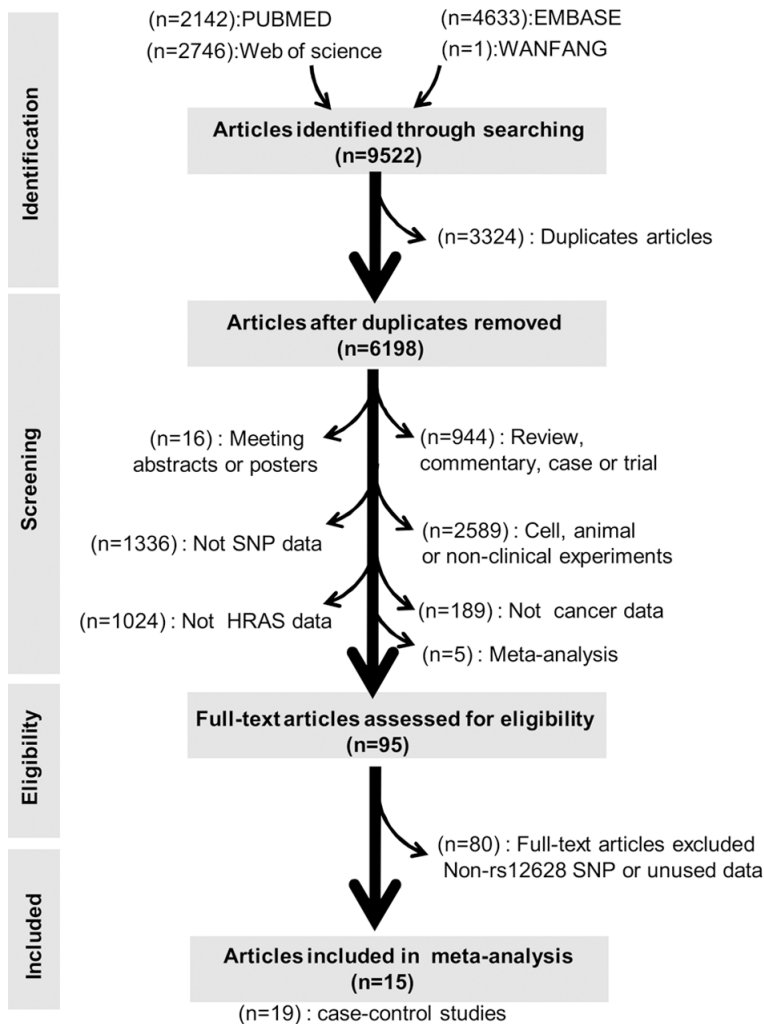 (n=2142):PUBMED
(n=4633):EMBASE
(n=2746):Web of science
(n=1):WANFANG
Identification
Articles identified through searching
(n=9522)
(n=3324) : Duplicates articles
Screening
Articles after duplicates removed
(n=6198)
(n=16) : Meeting
abstracts or posters
(n=944) : Review,
commentary, case or trial
(n=1336) : Not SNP data
(n=2589) : Cell, animal
or non-clinical experiments
(n=1024) : Not HRAS data
(n=189) : Not cancer data
(n=5) : Meta-analysis
Eligibility
Full-text articles assessed for eligibility
(n=95)
(n=80) : Full-text articles excluded
Non-rs12628 SNP or unused data
Included
Articles included in meta-analysis
(n=15)
(n=19) : case-control studies